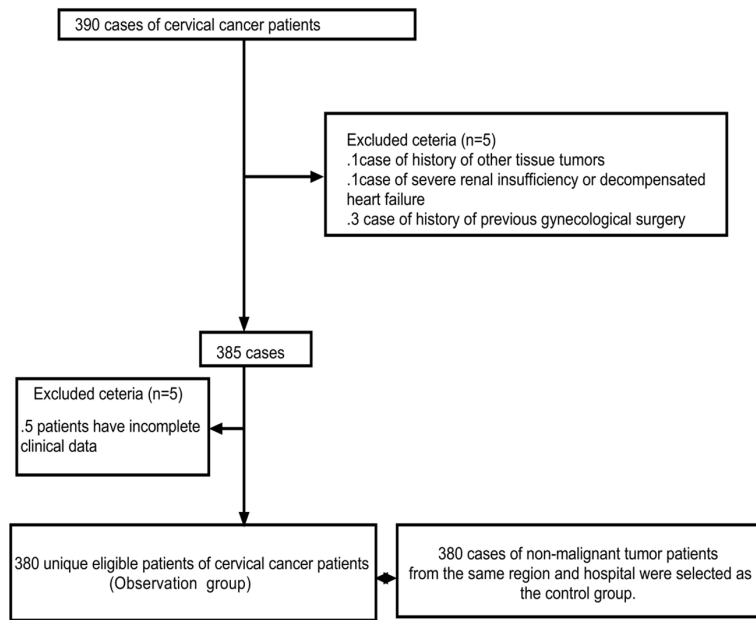 390 cases of cervical cancer patients
Excluded ceteria (n=5)
.1case of history of other tissue tumors
.1case of severe renal insufficiency or decompensated
heart failure
.3 case of history of previous gynecological surgery
385 cases
Excluded ceteria (n=5)
.5 patients have incomplete
clinical data
380 unique eligible patients of cervical cancer patients
(Observation group)
380 cases of non-malignant tumor patients
from the same region and hospital were selected as
the control group.